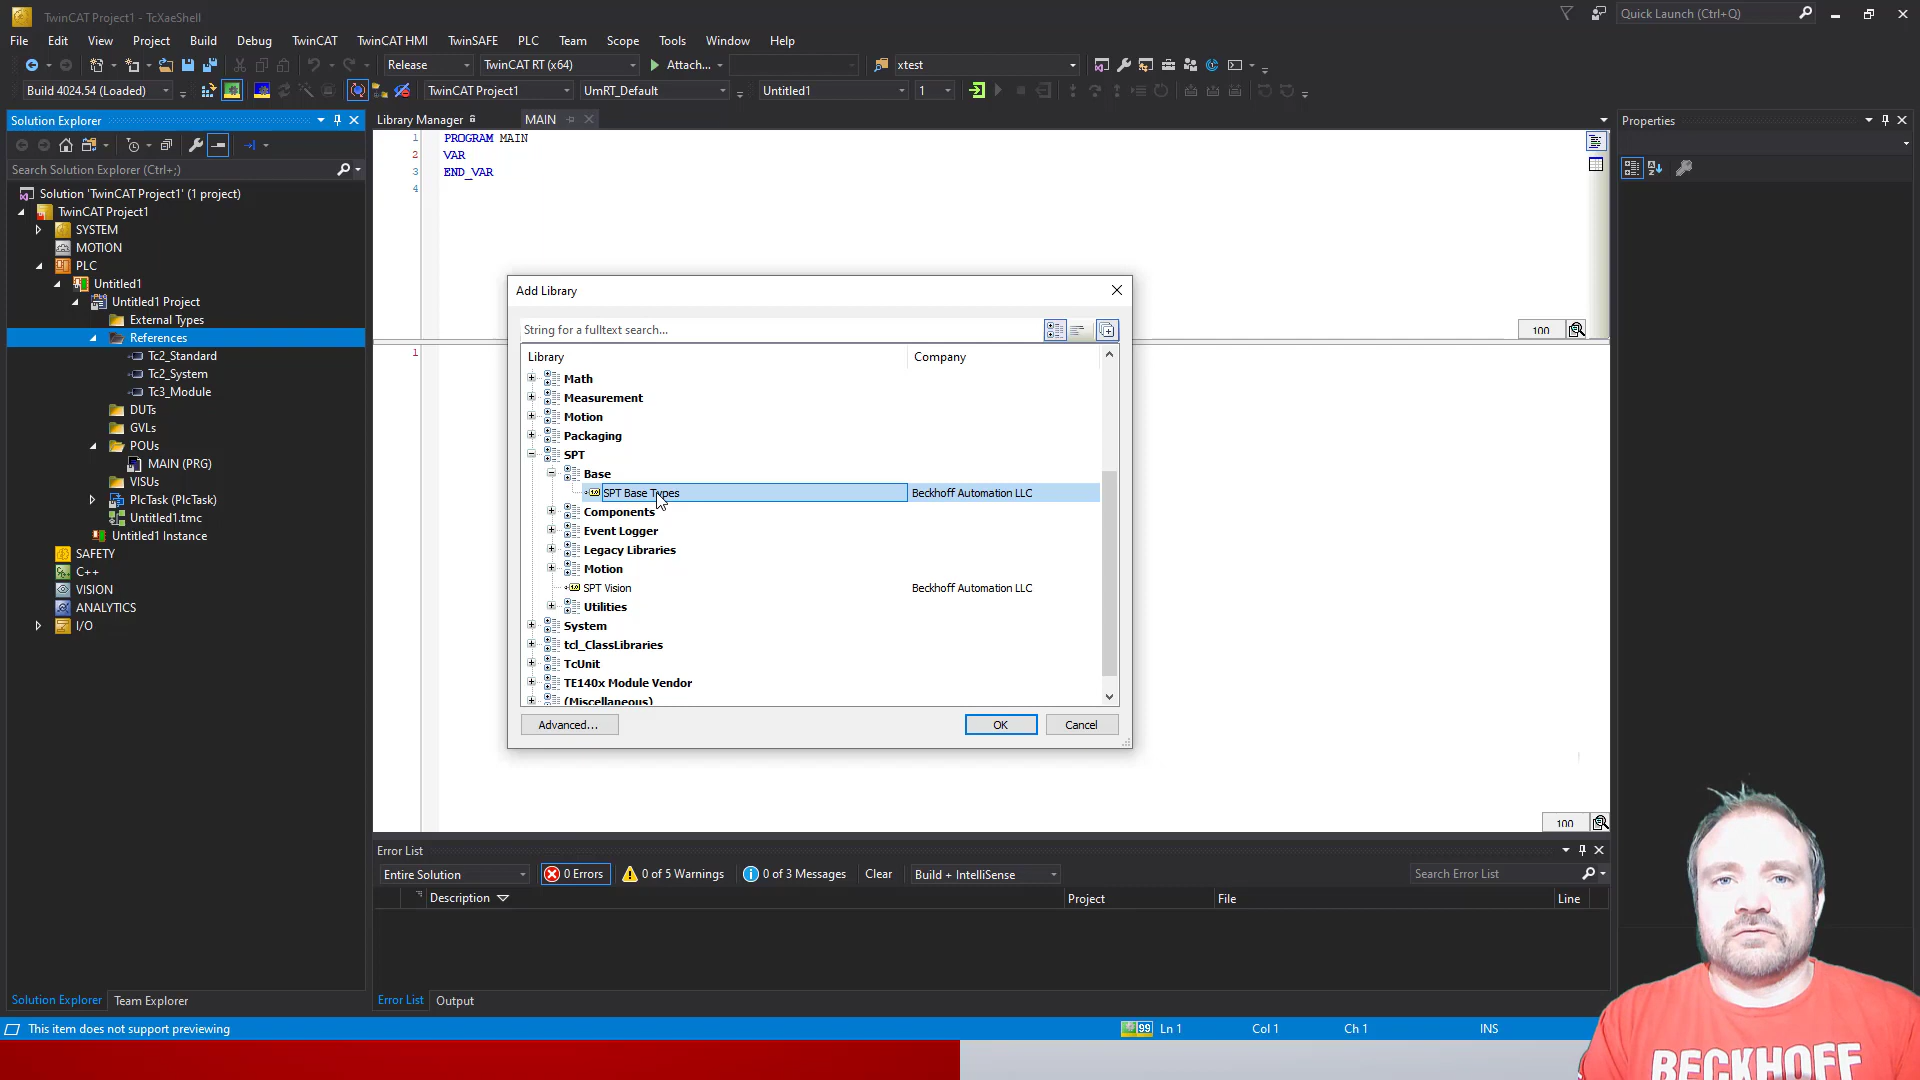 TwinCAT Project1 - TcXaeShell
Quick Launch (Ctrl+Q)
File Edit View Project Build Debug TwinCAT TwinCAT HMI TwinSAFE PLC Team Scope Tools Window Help
Release TwinCAT RT (x64) Attach... xtest
Build 4024.54 (Loaded) TwinCAT Project1 UmRT_Default Untitled1 1
Solution Explorer
Search Solution Explorer (Ctrl+;)
Solution 'TwinCAT Project1' (1 project)
TwinCAT Project1
SYSTEM
MOTION
PLC
Untitled1
Untitled1 Project
External Types
References
Tc2_Standard
Tc2_System
Tc3_Module
DUTs
GVLs
POUs
MAIN (PRG)
VISUs
PlcTask (PlcTask)
Untitled1.tmc
Untitled1 Instance
SAFETY
C++
VISION
ANALYTICS
I/O
Solution Explorer Team Explorer
Library Manager MAIN
1 PROGRAM MAIN
2 VAR
3 END_VAR
4
100
1
Add Library
String for a fulltext search...
Library Company
Math
Measurement
Motion
Packaging
SPT
Base
SPT Base Types Beckhoff Automation LLC
Components
Event Logger
Legacy Libraries
Motion
SPT Vision Beckhoff Automation LLC
Utilities
System
tcl_ClassLibraries
TcUnit
TE140x Module Vendor
(Miscellaneous)
Advanced... OK Cancel
100
Properties
Error List
Entire Solution 0 Errors 0 of 5 Warnings 0 of 3 Messages Clear Build + IntelliSense Search Error List
Description Project File Line
Error List Output
This item does not support previewing 99 Ln 1 Col 1 Ch 1 INS
BECKHOFF